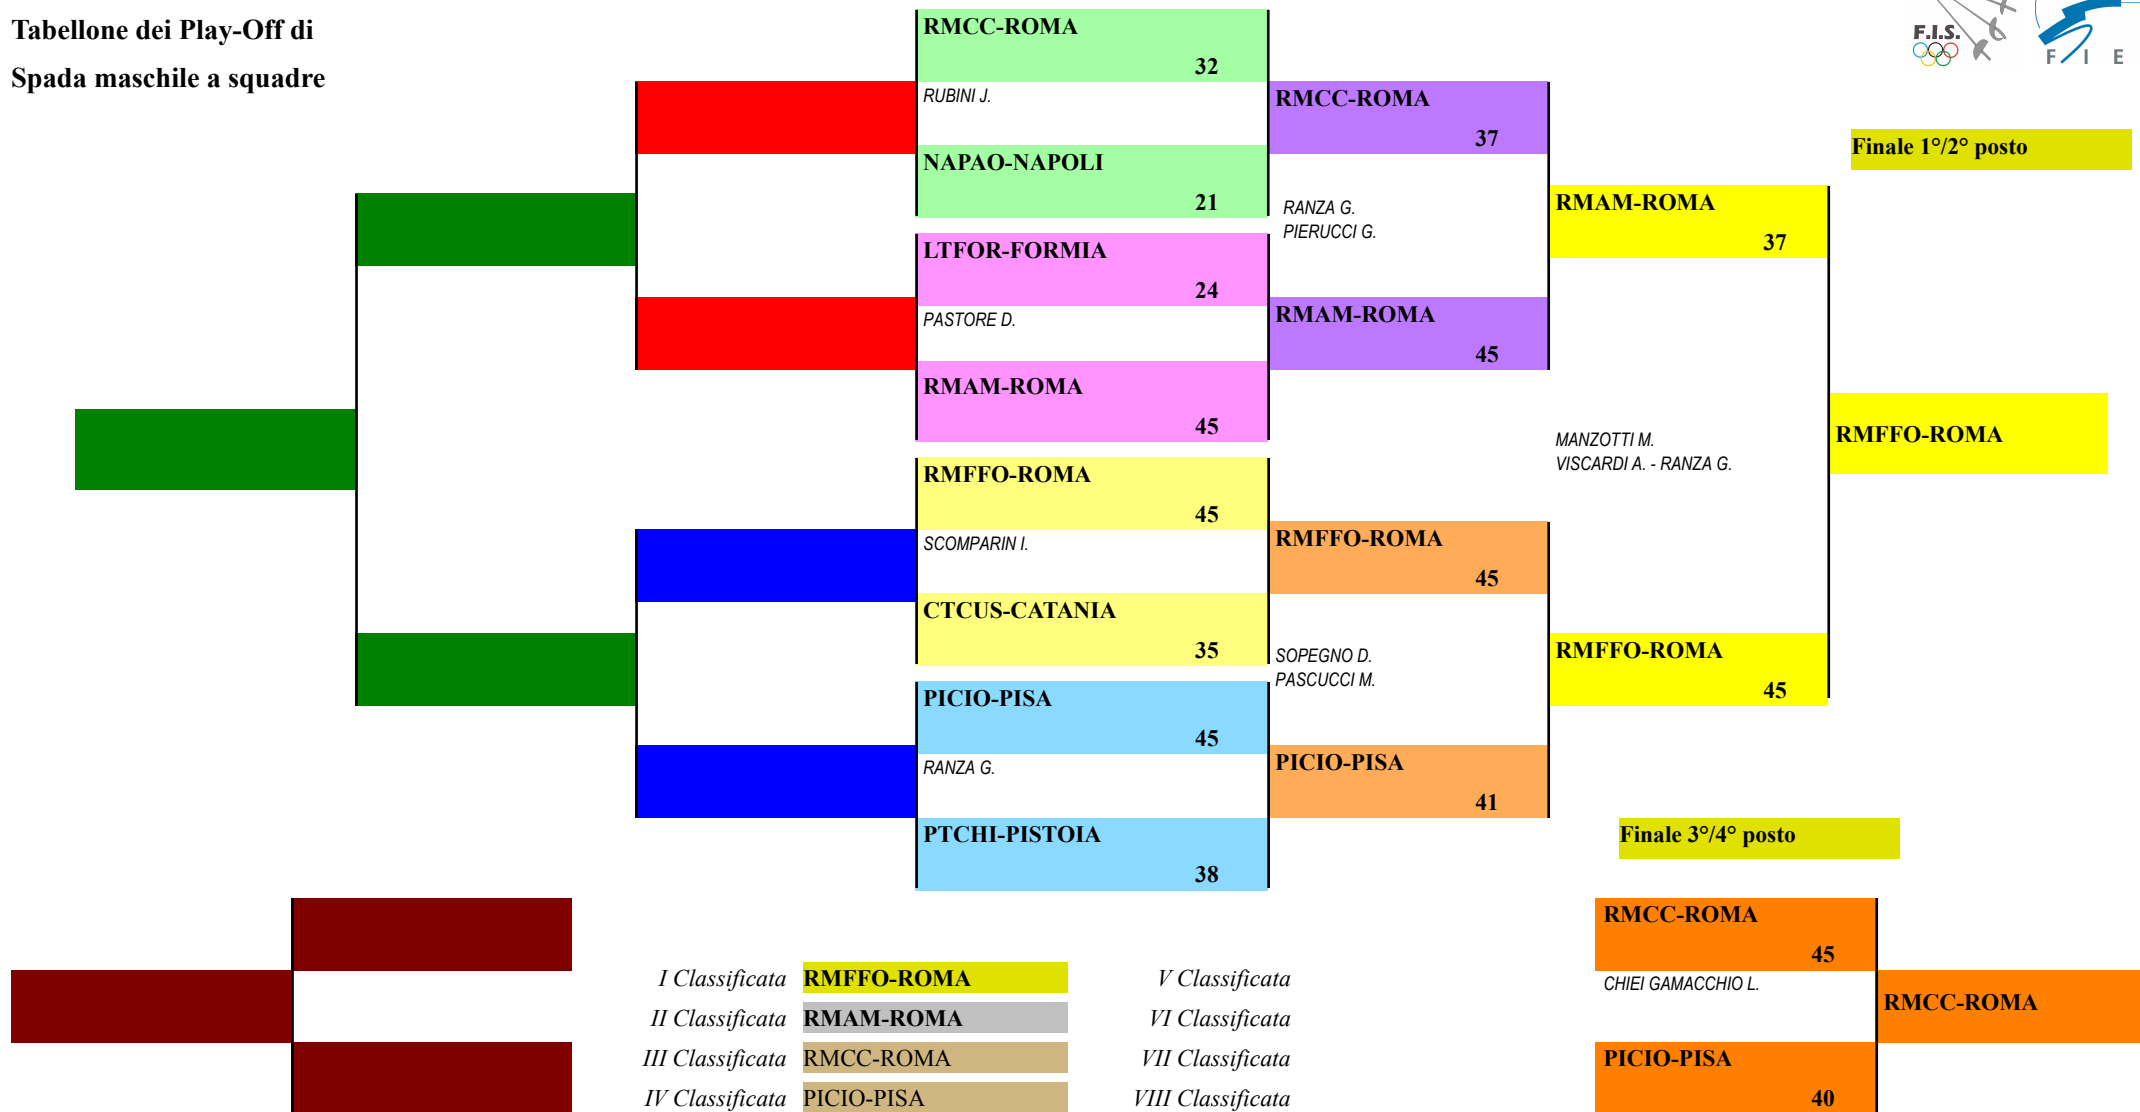 Tabellone dei Play-Off di
Spada maschile a squadre
F.I.S.
F I E
RMCC-ROMA
32
RUBINI J.
NAPAO-NAPOLI
21
LTFOR-FORMIA
24
PASTORE D.
RMAM-ROMA
45
RMFFO-ROMA
45
SCOMPARIN I.
CTCUS-CATANIA
35
PICIO-PISA
45
RANZA G.
PTCHI-PISTOIA
38
RMCC-ROMA
37
RANZA G.
PIERUCCI G.
RMAM-ROMA
45
RMFFO-ROMA
45
SOPEGNO D.
PASCUCCI M.
PICIO-PISA
41
Finale 1°/2° posto
RMAM-ROMA
37
MANZOTTI M.
VISCARDI A. - RANZA G.
RMFFO-ROMA
45
RMFFO-ROMA
Finale 3°/4° posto
RMCC-ROMA
45
CHIEI GAMACCHIO L.
PICIO-PISA
40
RMCC-ROMA
I Classificata RMFFO-ROMA
II Classificata RMAM-ROMA
III Classificata RMCC-ROMA
IV Classificata PICIO-PISA
V Classificata
VI Classificata
VII Classificata
VIII Classificata